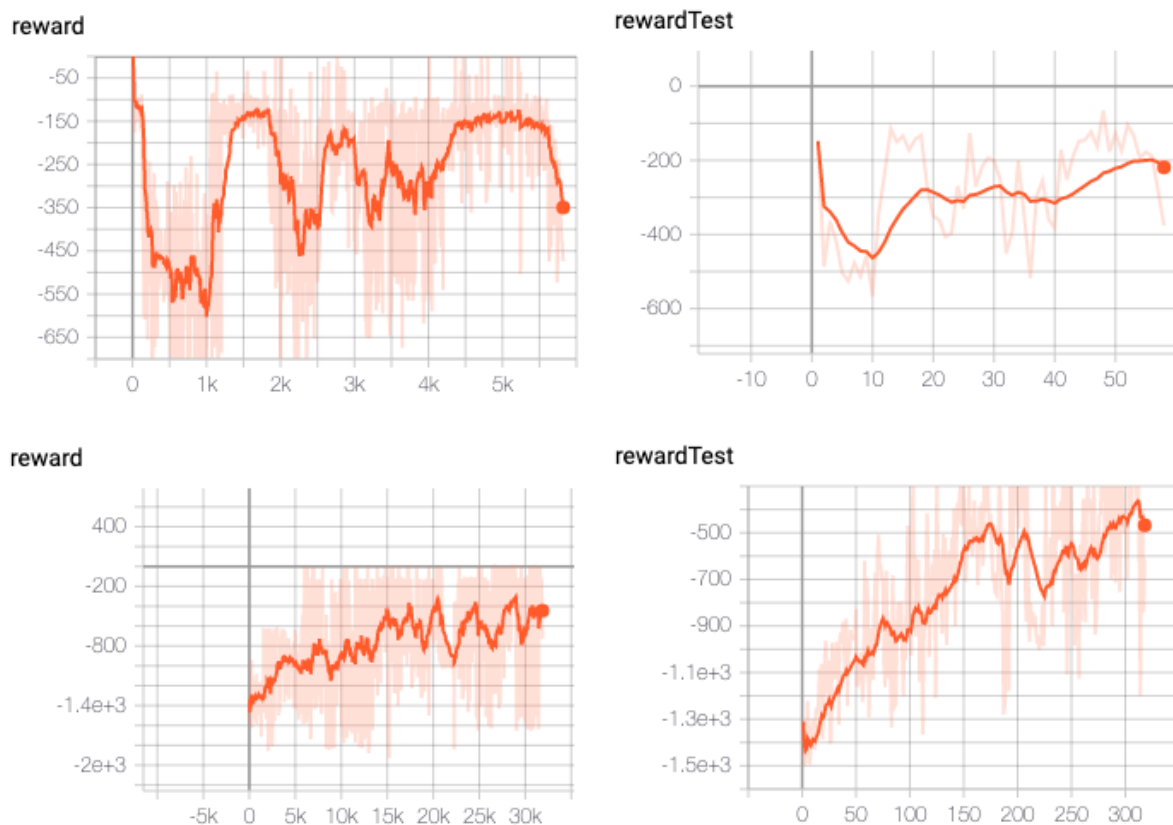 reward
-50
-150
-250
-350
-450
-550
-650
0 1k 2k 3k 4k 5k
rewardTest
0
-200
-400
-600
-10 0 10 20 30 40 50
reward
400
-200
-800
-1.4e+3
-2e+3
-5k 0 5k 10k 15k 20k 25k 30k
rewardTest
-500
-700
-900
-1.1e+3
-1.3e+3
-1.5e+3
0 50 100 150 200 250 300